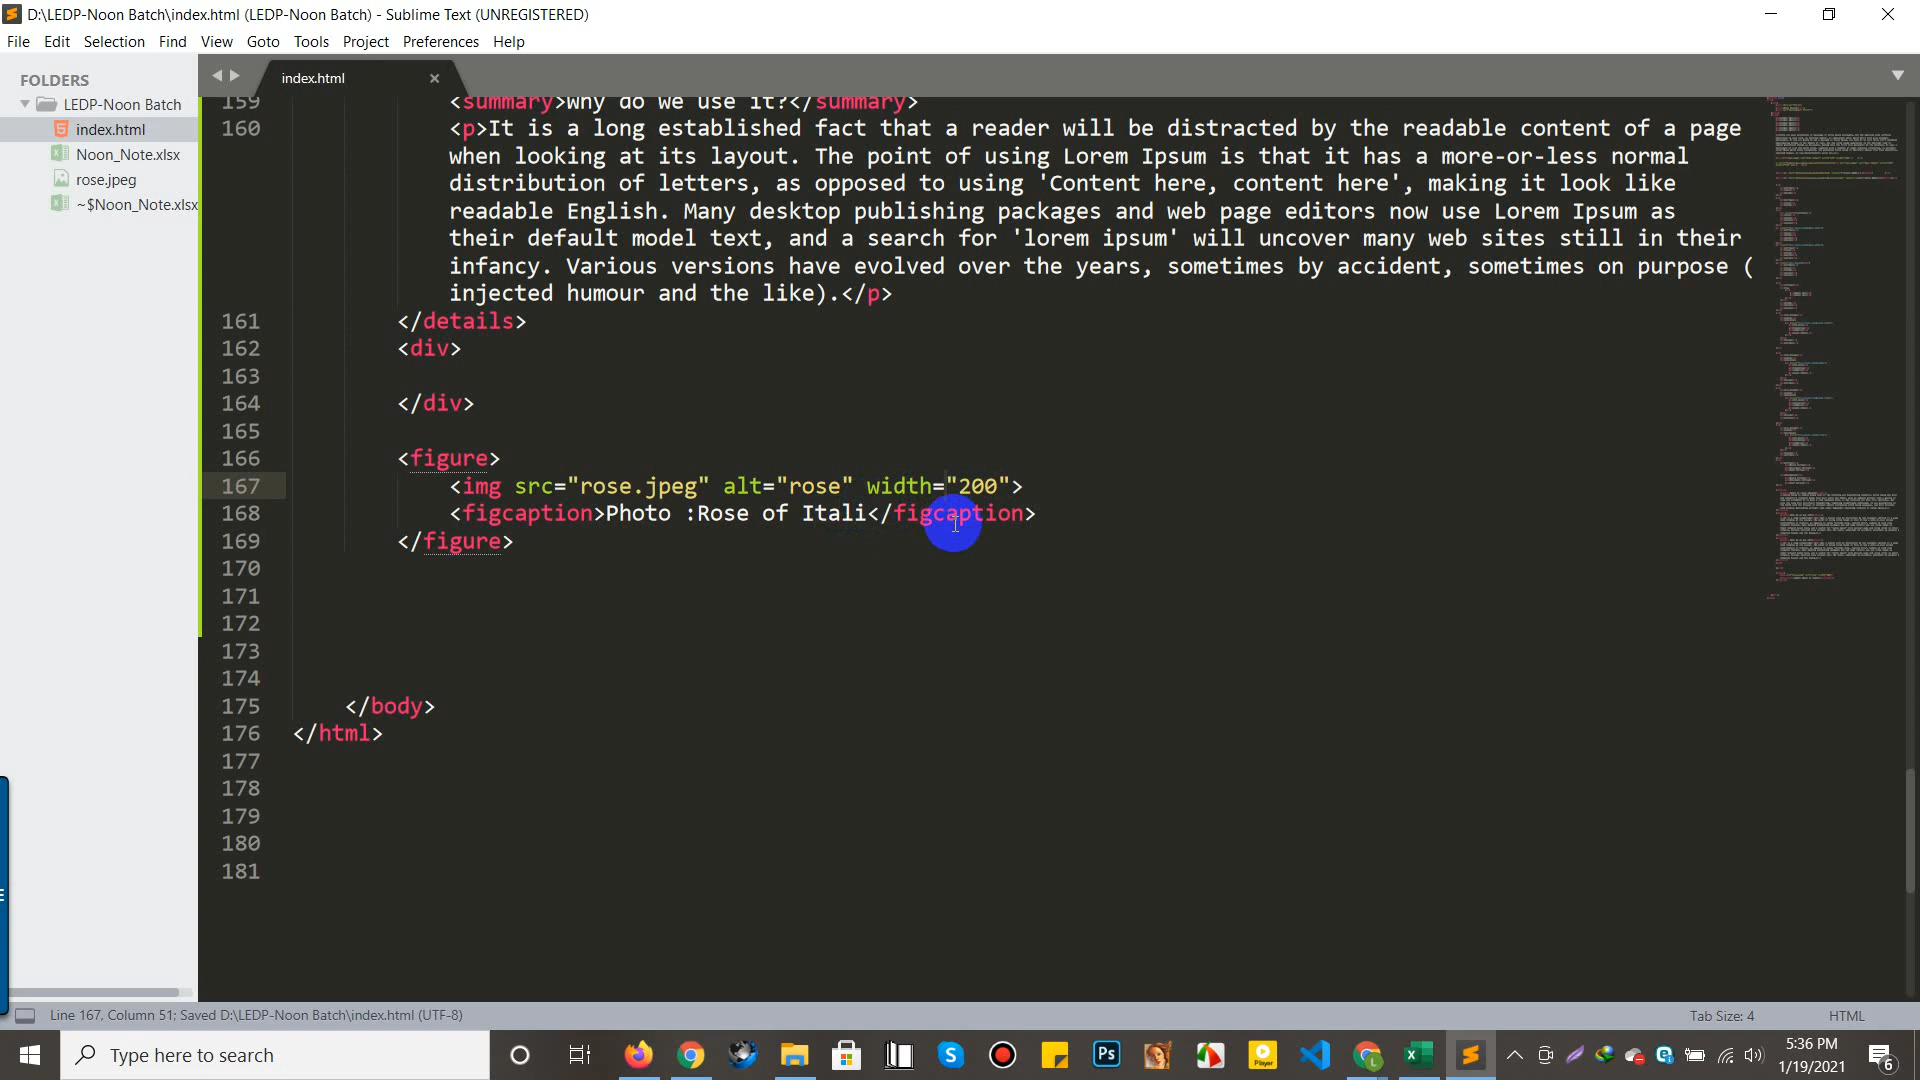 D:\LEDP-Noon Batch\index.html (LEDP-Noon Batch) - Sublime Text (UNREGISTERED)
File Edit Selection Find View Goto Tools Project Preferences Help
FOLDERS
LEDP-Noon Batch
index.html
Noon_Note.xlsx
rose.jpeg
~$Noon_Note.xlsx
index.html
159 <summary>Why do we use it?</summary>
160 <p>It is a long established fact that a reader will be distracted by the readable content of a page
when looking at its layout. The point of using Lorem Ipsum is that it has a more-or-less normal
distribution of letters, as opposed to using 'Content here, content here', making it look like
readable English. Many desktop publishing packages and web page editors now use Lorem Ipsum as
their default model text, and a search for 'lorem ipsum' will uncover many web sites still in their
infancy. Various versions have evolved over the years, sometimes by accident, sometimes on purpose (
injected humour and the like).</p>
161 </details>
162 <div>
163
164 </div>
165
166 <figure>
167 <img src="rose.jpeg" alt="rose" width="200">
168 <figcaption>Photo :Rose of Itali</figcaption>
169 </figure>
170
171
172
173
174
175 </body>
176 </html>
177
178
179
180
181
Line 167, Column 51; Saved D:\LEDP-Noon Batch\index.html (UTF-8)
Tab Size: 4
HTML
Type here to search
5:36 PM
1/19/2021
6